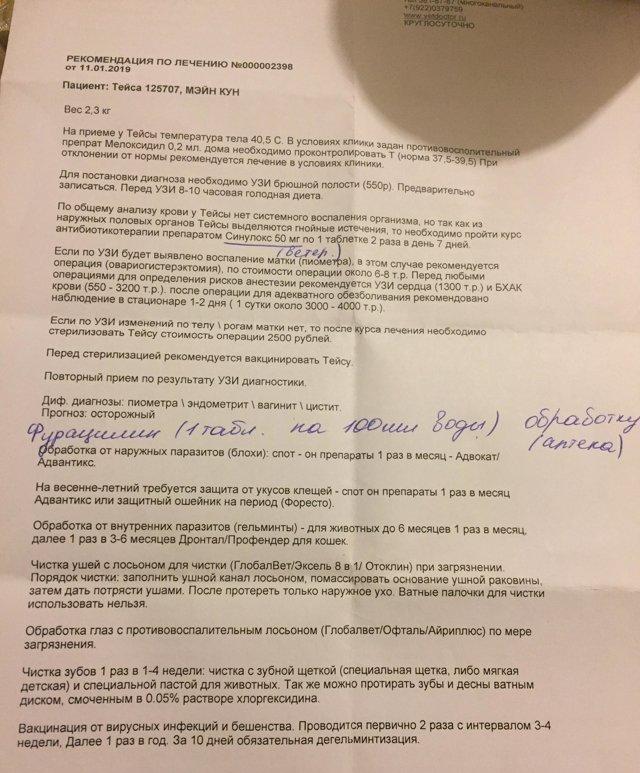 тел 361-87-87 (многоканальный)
+7(922)0379759
www.vetdoctor.ru
КРУГЛОСУТОЧНО
РЕКОМЕНДАЦИЯ ПО ЛЕЧЕНИЮ №000002398
от 11.01.2019
Пациент: Тейса 125707, МЭЙН КУН
Вес 2,3 кг
На приеме у Тейсы температура тела 40,5 С. В условиях клиики задан противовосполительный
препрат Мелоксидил 0,2 мл. дома необходимо проконтролировать Т (норма 37,5-39,5) При
отклонении от нормы рекомендуется лечение в условиях клиники.
Для постановки диагноза необходимо УЗИ брюшной полости (550р). Предварительно
записаться. Перед УЗИ 8-10 часовая голодная диета.
По общему анализу крови у Тейсы нет системного воспаления организма, но так как из
наружных половых органов Тейсы выделяются гнойные истечения, то необходимо пройти курс
антибиотикотерапии препаратом Синулокс 50 мг по 1 таблетке 2 раза в день 7 дней.
(ветер.)
Если по УЗИ будет выявлено воспаление матки (пиометра), в этом случае рекомендуется
операция (овариогистерэктомия), по стоимости операции около 6-8 т.р. Перед любыми
операциями для определения рисков анестезии рекомендуется УЗИ сердца (1300 т.р.) и БХАК
крови (550 - 3200 т.р.). после операции для адекватного обезболивания рекомендовано
наблюдение в стационаре 1-2 дня ( 1 сутки около 3000 - 4000 т.р.).
Если по УЗИ изменений по телу \ рогам матки нет, то после курса лечения необходимо
стерилизовать Тейсу стоимость операции 2500 рублей.
Перед стерилизацией рекомендуется вакцинировать Тейсу.
Повторный прием по результату УЗИ диагностики.
Диф. диагнозы: пиометра \ эндометрит \ вагинит \ цистит.
Прогноз: осторожный
Фурацилин (1 табл. на 100мл воды) обработку
(аптека)
Обработка от наружных паразитов (блохи): спот - он препараты 1 раз в месяц - Адвокат/
Адвантикс.
На весенне-летний требуется защита от укусов клещей - спот он препараты 1 раз в месяц
Адвантикс или защитный ошейник на период (Форесто).
Обработка от внутренних паразитов (гельминты) - для животных до 6 месяцев 1 раз в месяц,
далее 1 раз в 3-6 месяцев Дронтал/Профендер для кошек.
Чистка ушей с лосьоном для чистки (ГлобалВет/Эксель 8 в 1/ Отоклин) при загрязнении.
Порядок чистки: заполнить ушной канал лосьоном, помассировать основание ушной раковины,
затем дать потрясти ушами. После протереть только наружное ухо. Ватные палочки для чистки
использовать нельзя.
Обработка глаз с противовоспалительным лосьоном (Глобалвет/Офталь/Айриплюс) по мере
загрязнения.
Чистка зубов 1 раз в 1-4 недели: чистка с зубной щеткой (специальная щетка, либо мягкая
детская) и специальной пастой для животных. Так же можно протирать зубы и десны ватным
диском, смоченным в 0.05% растворе хлоргексидина.
Вакцинация от вирусных инфекций и бешенства. Проводится первично 2 раза с интервалом 3-4
недели, Далее 1 раз в год. За 10 дней обязательная дегельминтизация.